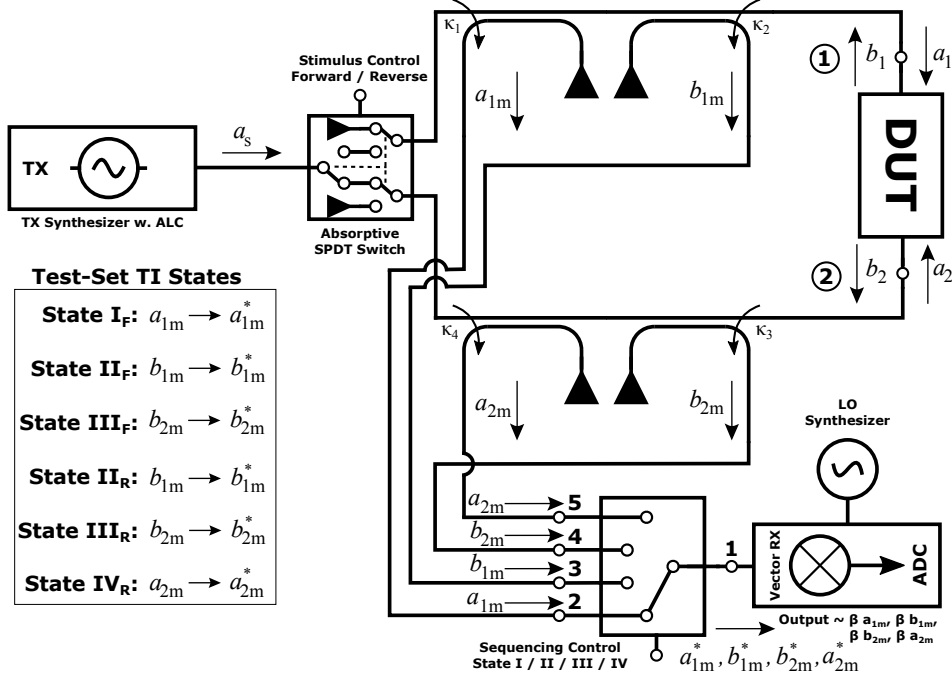 κ1
κ2
Stimulus Control
Forward / Reverse
a1m
b1m
1
b1
a1
TX
as
DUT
TX Synthesizer w. ALC
Absorptive
SPDT Switch
2
b2
a2
Test-Set TI States
State IF: a1m → a*1m
State IIF: b1m → b*1m
State IIIF: b2m → b*2m
State IIR: b1m → b*1m
State IIIR: b2m → b*2m
State IVR: a2m → a*2m
κ4
κ3
a2m
b2m
LO
Synthesizer
a2m 5
b2m 4
b1m 3
a1m 2
1
Vector RX
ADC
Output ~ β a1m, β b1m,
β b2m, β a2m
Sequencing Control
State I / II / III / IV
a*1m, b*1m, b*2m, a*2m